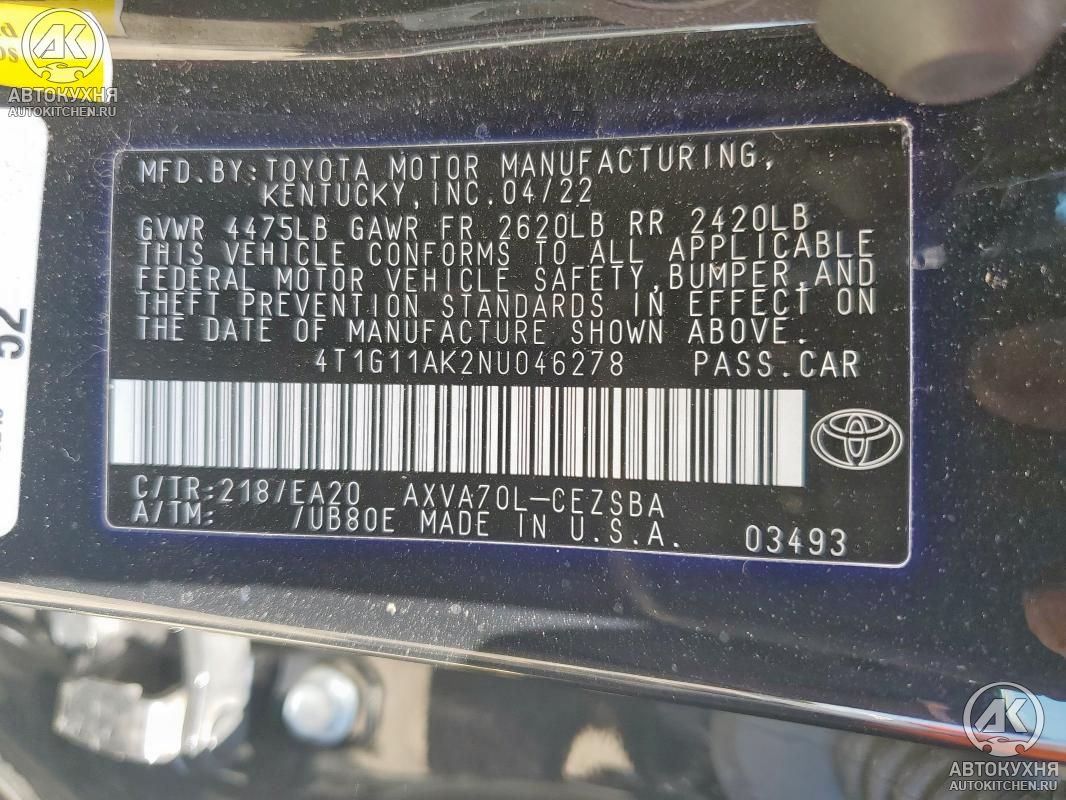 AK
АВТОКУХНЯ
AUTOKITCHEN.RU
52
MFD.BY:TOYOTA MOTOR MANUFACTURING,
KENTUCKY,INC.04/22
GVWR 4475LB GAWR FR 2620LB RR 2420LB
THIS VEHICLE CONFORMS TO ALL APPLICABLE
FEDERAL MOTOR VEHICLE SAFETY,BUMPER,AND
THEFT PREVENTION STANDARDS IN EFFECT ON
THE DATE OF MANUFACTURE SHOWN ABOVE.
4T1G11AK2NU046278 PASS.CAR
C/TR:218/EA20 AXVA70L-CEZSBA
A/TM: /UB80E MADE IN U.S.A. 03493
AK
АВТОКУХНЯ
AUTOKITCHEN.RU